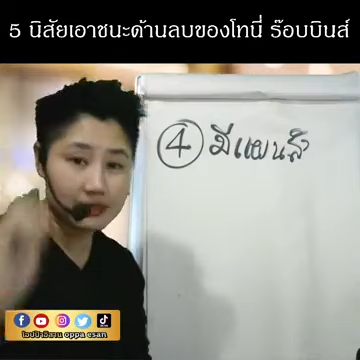 5 นิสัยเอาชนะด้านลบของโทนี่ ร๊อบบินส์
4 มีแผนสำ
โอปป้าอีสาน oppa esan